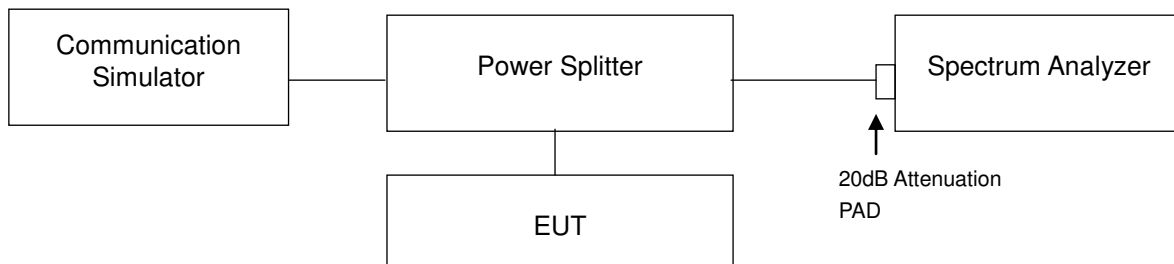 Communication
Simulator
Power Splitter
Spectrum Analyzer
20dB Attenuation
PAD
EUT